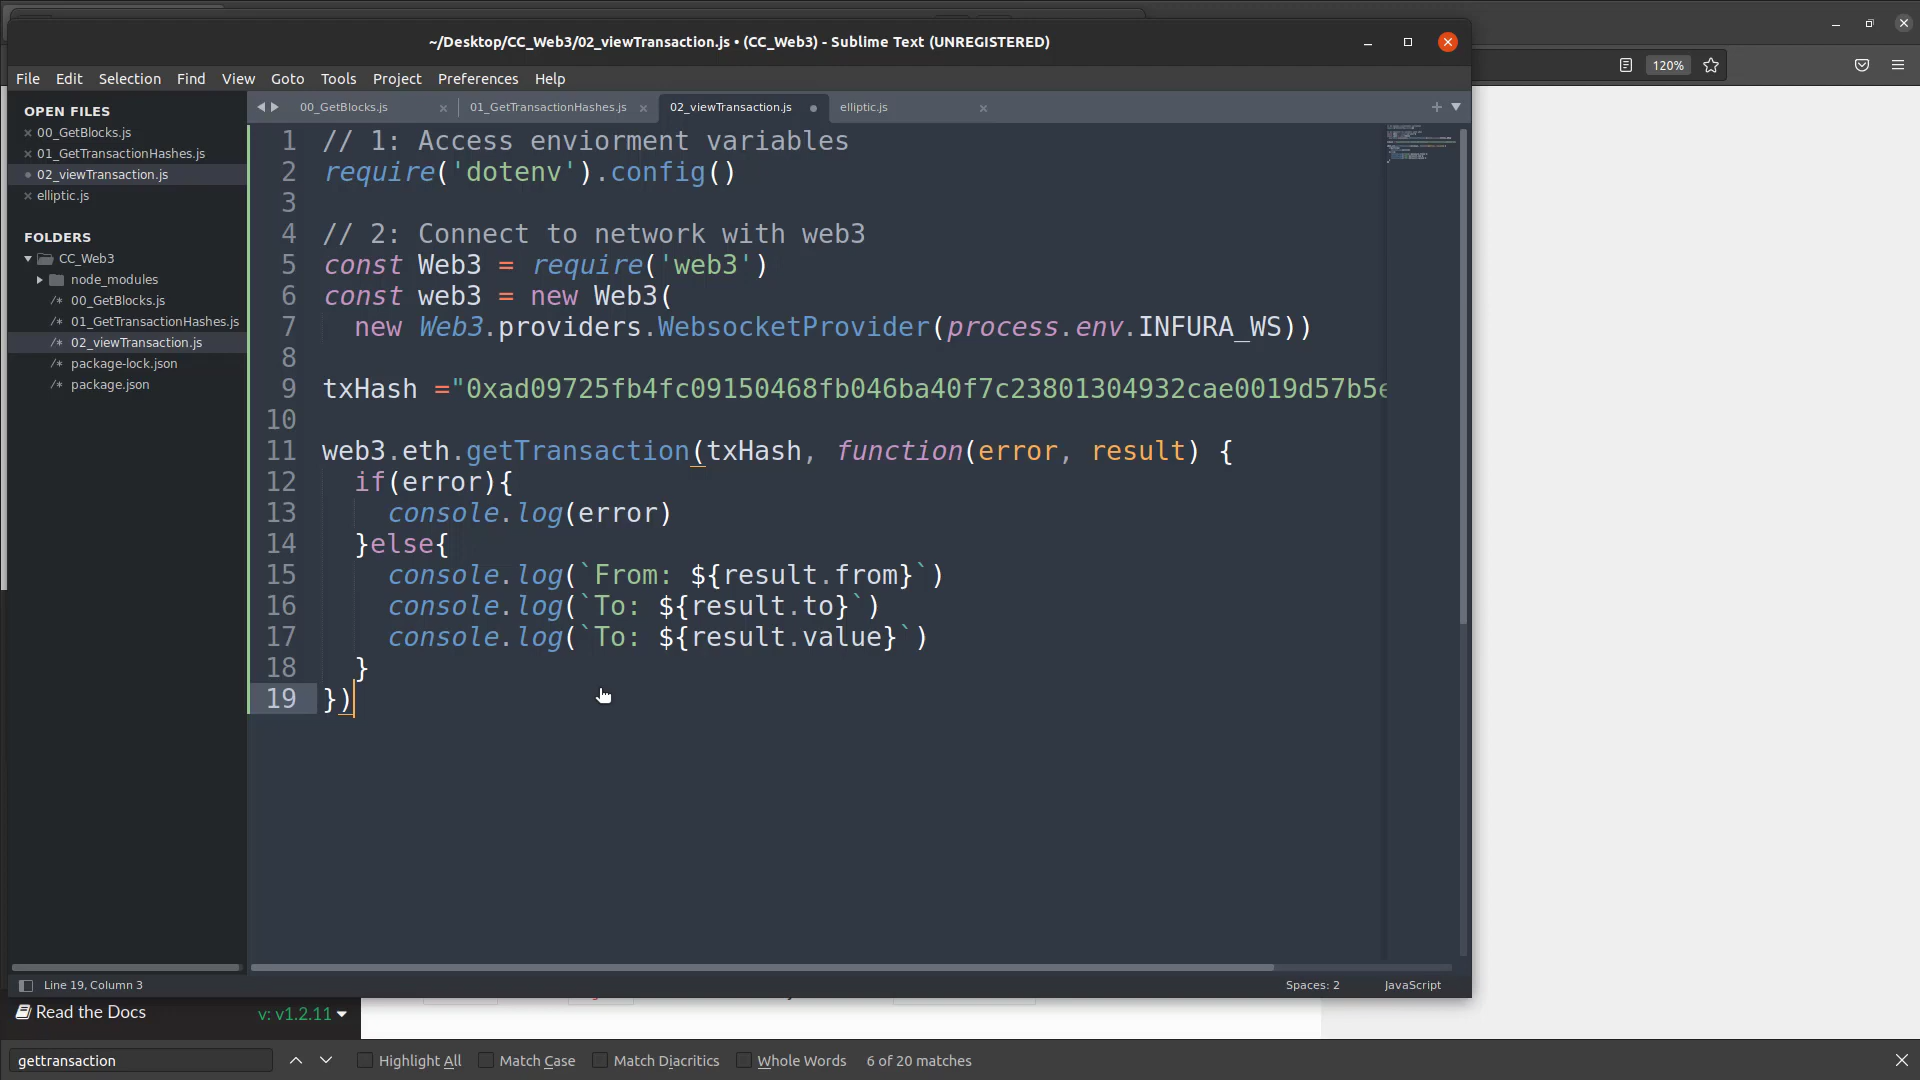 ~/Desktop/CC_Web3/02_viewTransaction.js • (CC_Web3) - Sublime Text (UNREGISTERED)
120%
File Edit Selection Find View Goto Tools Project Preferences Help
OPEN FILES
00_GetBlocks.js
01_GetTransactionHashes.js
02_viewTransaction.js
elliptic.js
FOLDERS
CC_Web3
node_modules
/* 00_GetBlocks.js
/* 01_GetTransactionHashes.js
/* 02_viewTransaction.js
/* package-lock.json
/* package.json
00_GetBlocks.js 01_GetTransactionHashes.js 02_viewTransaction.js elliptic.js
1 // 1: Access enviorment variables
2 require('dotenv').config()
3
4 // 2: Connect to network with web3
5 const Web3 = require('web3')
6 const web3 = new Web3(
7 new Web3.providers.WebsocketProvider(process.env.INFURA_WS))
8
9 txHash ="0xad09725fb4fc09150468fb046ba40f7c23801304932cae0019d57b5e
10
11 web3.eth.getTransaction(txHash, function(error, result) {
12 if(error){
13 console.log(error)
14 }else{
15 console.log(`From: ${result.from}`)
16 console.log(`To: ${result.to}`)
17 console.log(`To: ${result.value}`)
18 }
19 })
Line 19, Column 3 Spaces: 2 JavaScript
Read the Docs v: v1.2.11
gettransaction Highlight All Match Case Match Diacritics Whole Words 6 of 20 matches